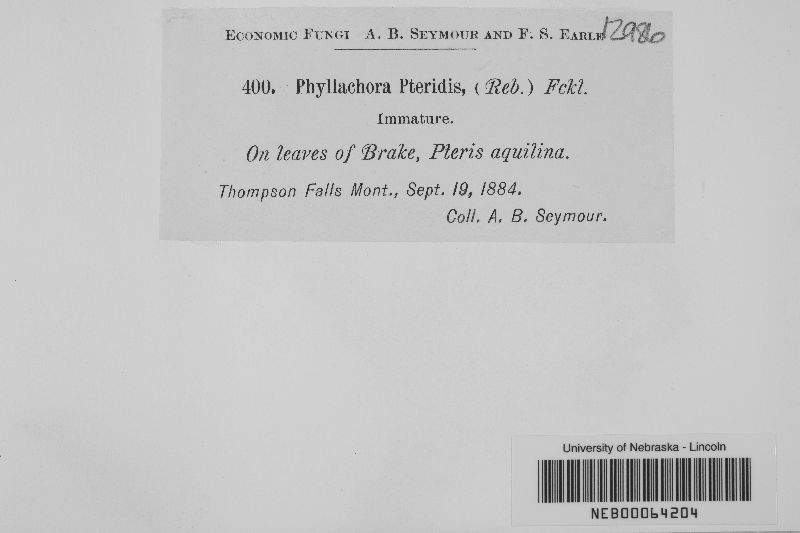 Economic Fungi A. B. Seymour and F. S. Earle 12980
400. Phyllachora Pteridis, (Reb.) Fckl.
Immature.
On leaves of Brake, Pteris aquilina.
Thompson Falls Mont., Sept. 19, 1884.
Coll. A. B. Seymour.
University of Nebraska - Lincoln
NEB00064204